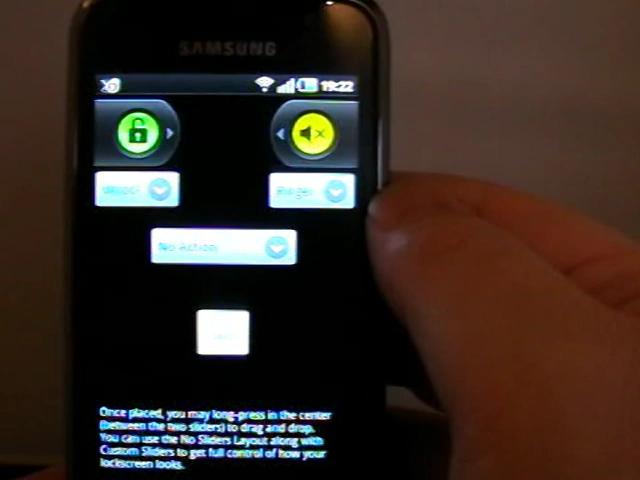 SAMSUNG
19:22
Unlock
Ringer
No Action
Once placed, you may long-press in the center
(between the two sliders) to drag and drop.
You can use the No Sliders Layout along with
Custom Sliders to get full control of how your
lockscreen looks.